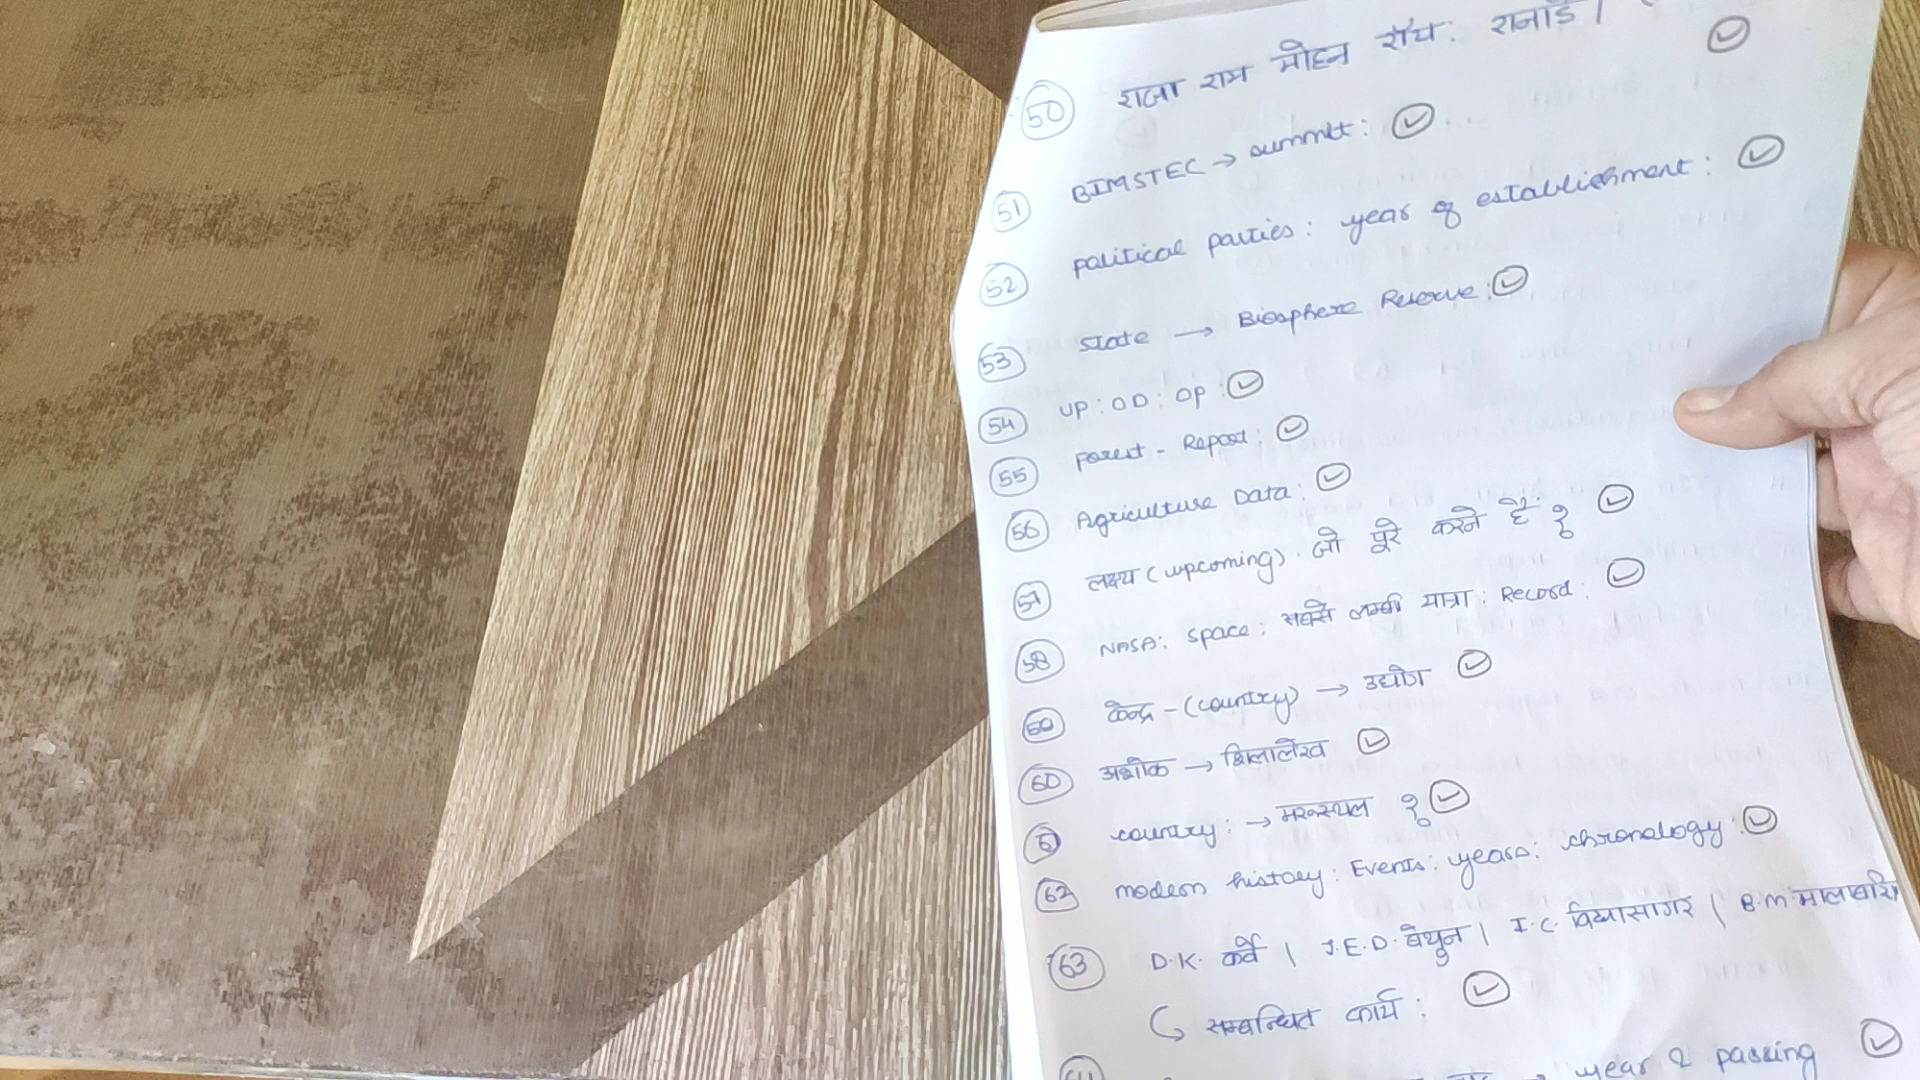 50 राजा राम मोहन रॉय: रानाडे |
51 BIMSTEC → summit:
52 political parties: year of establishment:
53 state → Biosphere Reserve:
54 UP: OD: OP:
55 Forest - Report:
56 Agriculture Data:
57 लक्ष्य (upcoming). जो पूरे करने हैं?
58 NASA: Space: सबसे लम्बी यात्रा: Record:
केन्द्र - (country) → उद्योग
60 अशोक → शिलालेख
61 country: → मरुस्थल ?
62 modern history: Events: years: chronology:
63 D.K. कर्वे | J.E.D. बेथुन | I.C. विद्यासागर | B.M. मालाबारी
↳ सम्बन्धित कार्य:
→ year 2 passing